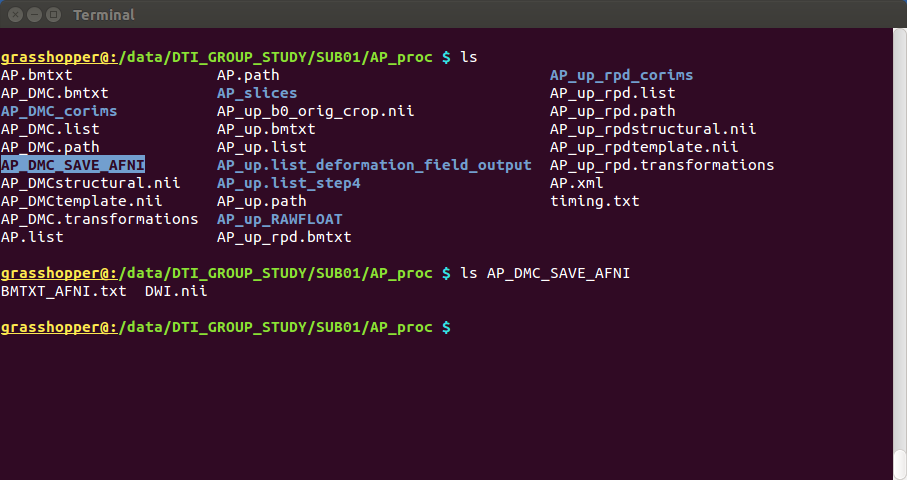 Terminal
grasshopper@:/data/DTI_GROUP_STUDY/SUB01/AP_proc $ ls
AP.bmtxt AP.path AP_up_rpd_corims
AP_DMC.bmtxt AP_slices AP_up_rpd.list
AP_DMC_corims AP_up_b0_orig_crop.nii AP_up_rpd.path
AP_DMC.list AP_up.bmtxt AP_up_rpdstructural.nii
AP_DMC.path AP_up.list AP_up_rpdtemplate.nii
AP_DMC_SAVE_AFNI AP_up.list_deformation_field_output AP_up_rpd.transformations
AP_DMCstructural.nii AP_up.list_step4 AP.xml
AP_DMCtemplate.nii AP_up.path timing.txt
AP_DMC.transformations AP_up_RAWFLOAT
AP.list AP_up_rpd.bmtxt
grasshopper@:/data/DTI_GROUP_STUDY/SUB01/AP_proc $ ls AP_DMC_SAVE_AFNI
BMTXT_AFNI.txt DWI.nii
grasshopper@:/data/DTI_GROUP_STUDY/SUB01/AP_proc $